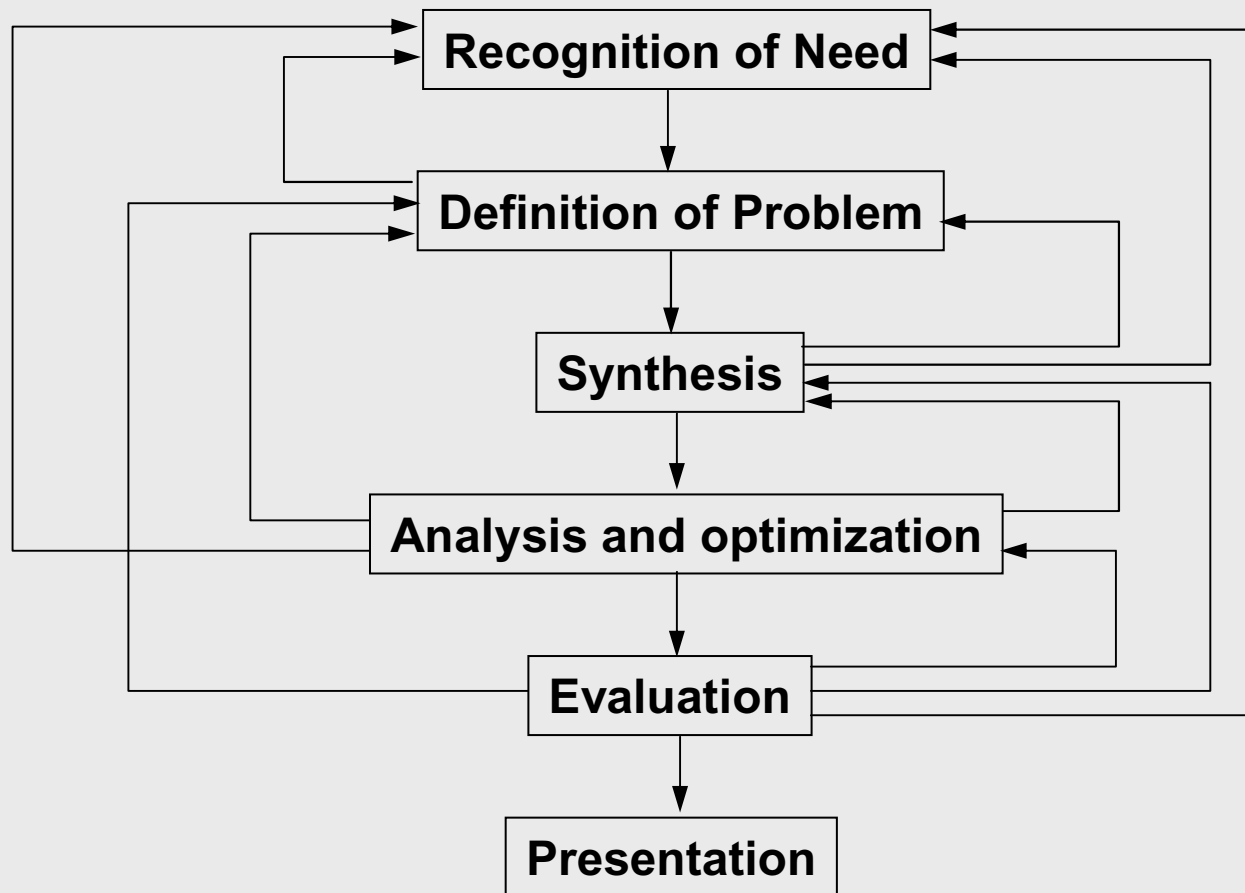 Recognition of Need
Definition of Problem
Synthesis
Analysis and optimization
Evaluation
Presentation